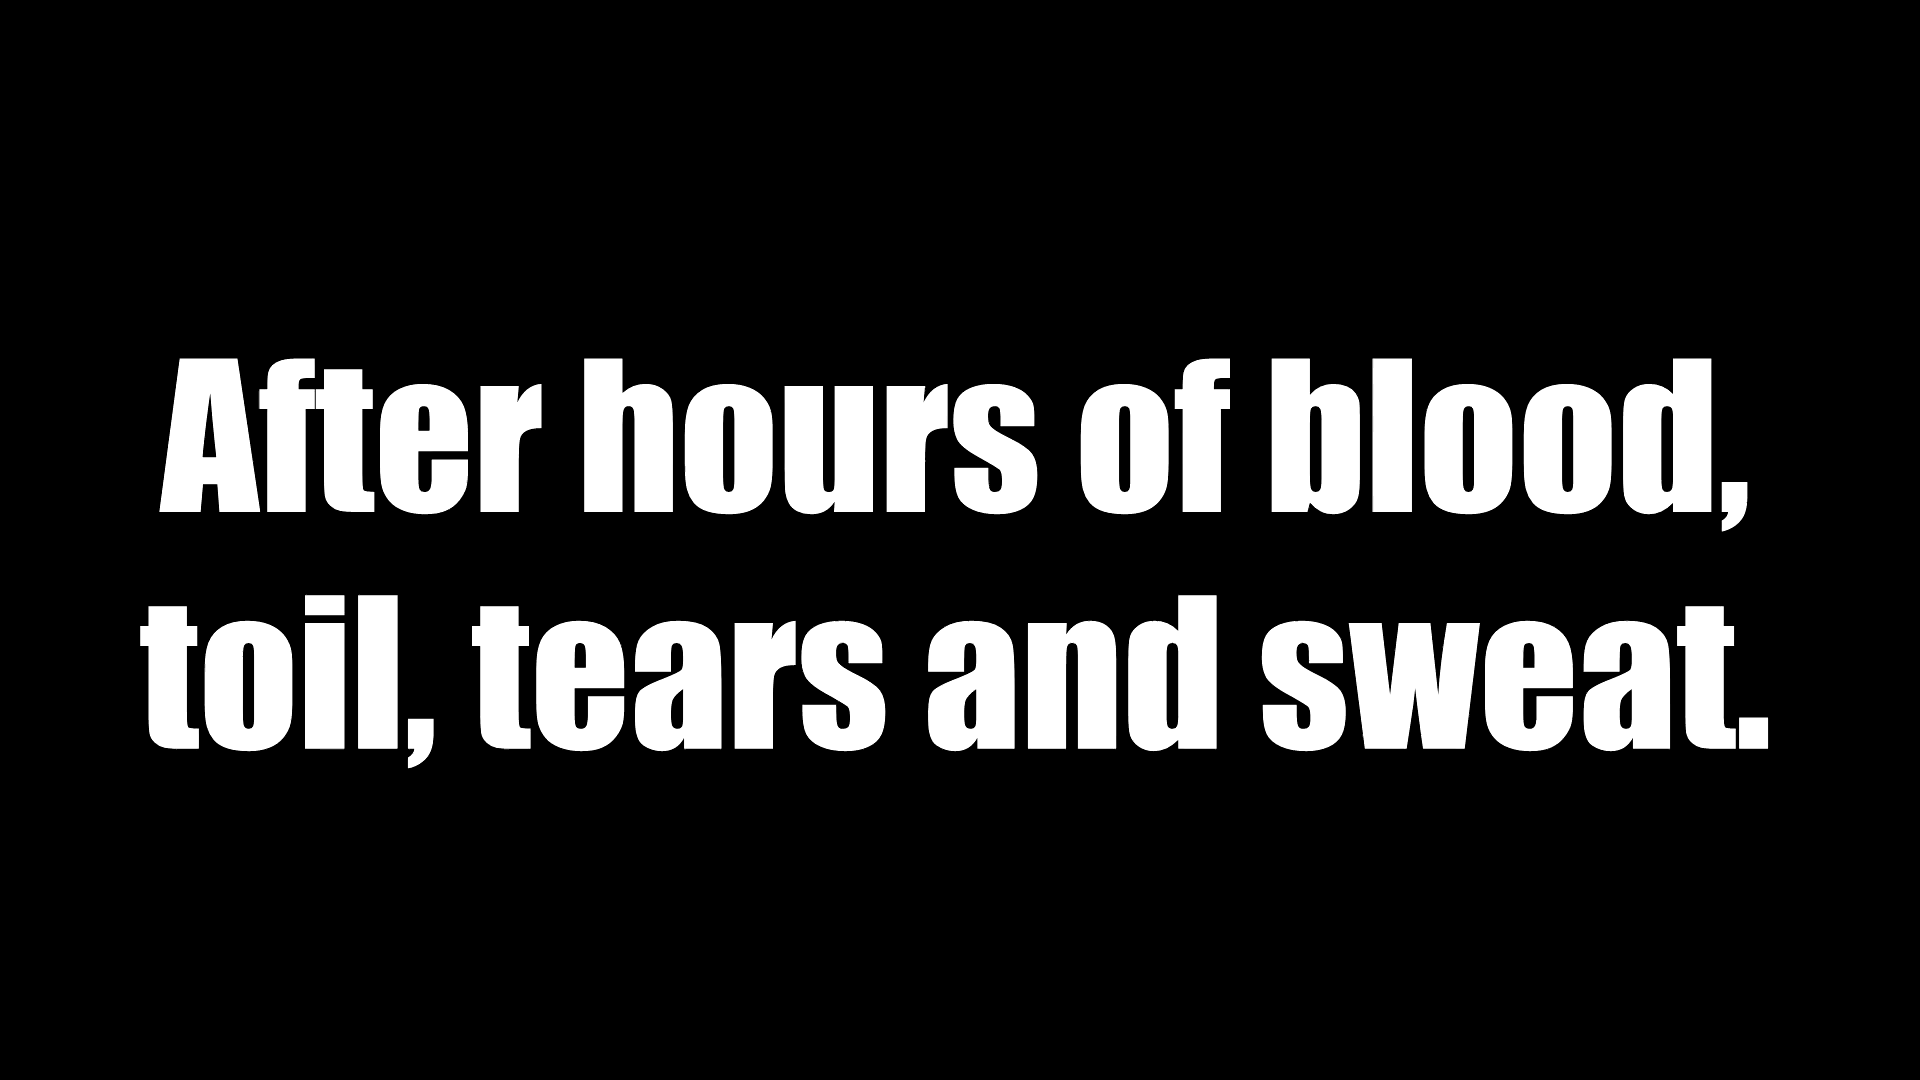 After hours of blood,
toil, tears and sweat.